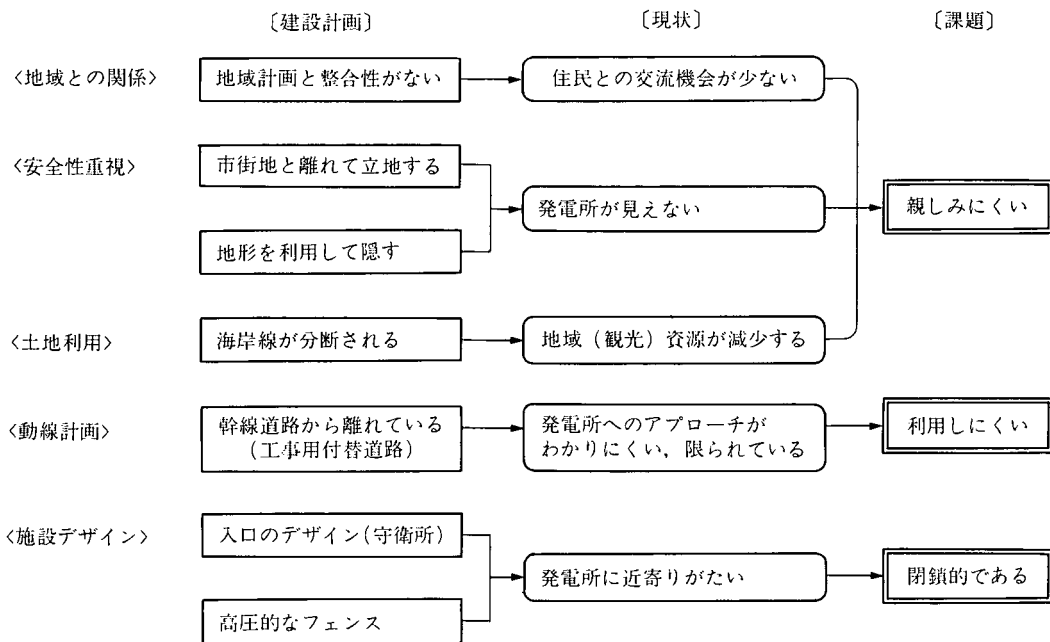 〔建設計画〕 〔現状〕 〔課題〕
〈地域との関係〉 地域計画と整合性がない 住民との交流機会が少ない
〈安全性重視〉 市街地と離れて立地する
発電所が見えない 親しみにくい
地形を利用して隠す
〈土地利用〉 海岸線が分断される 地域（観光）資源が減少する
〈動線計画〉 幹線道路から離れている 発電所へのアプローチが 利用しにくい
（工事用付替道路） わかりにくい，限られている
〈施設デザイン〉 入口のデザイン（守衛所）
発電所に近寄りがたい 閉鎖的である
高圧的なフェンス